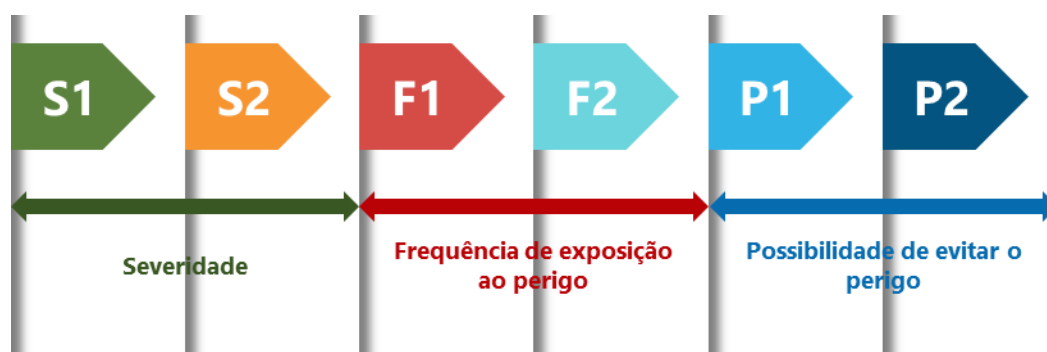 S1
S2
F1
F2
P1
P2
Severidade
Frequência de exposição
ao perigo
Possibilidade de evitar o
perigo